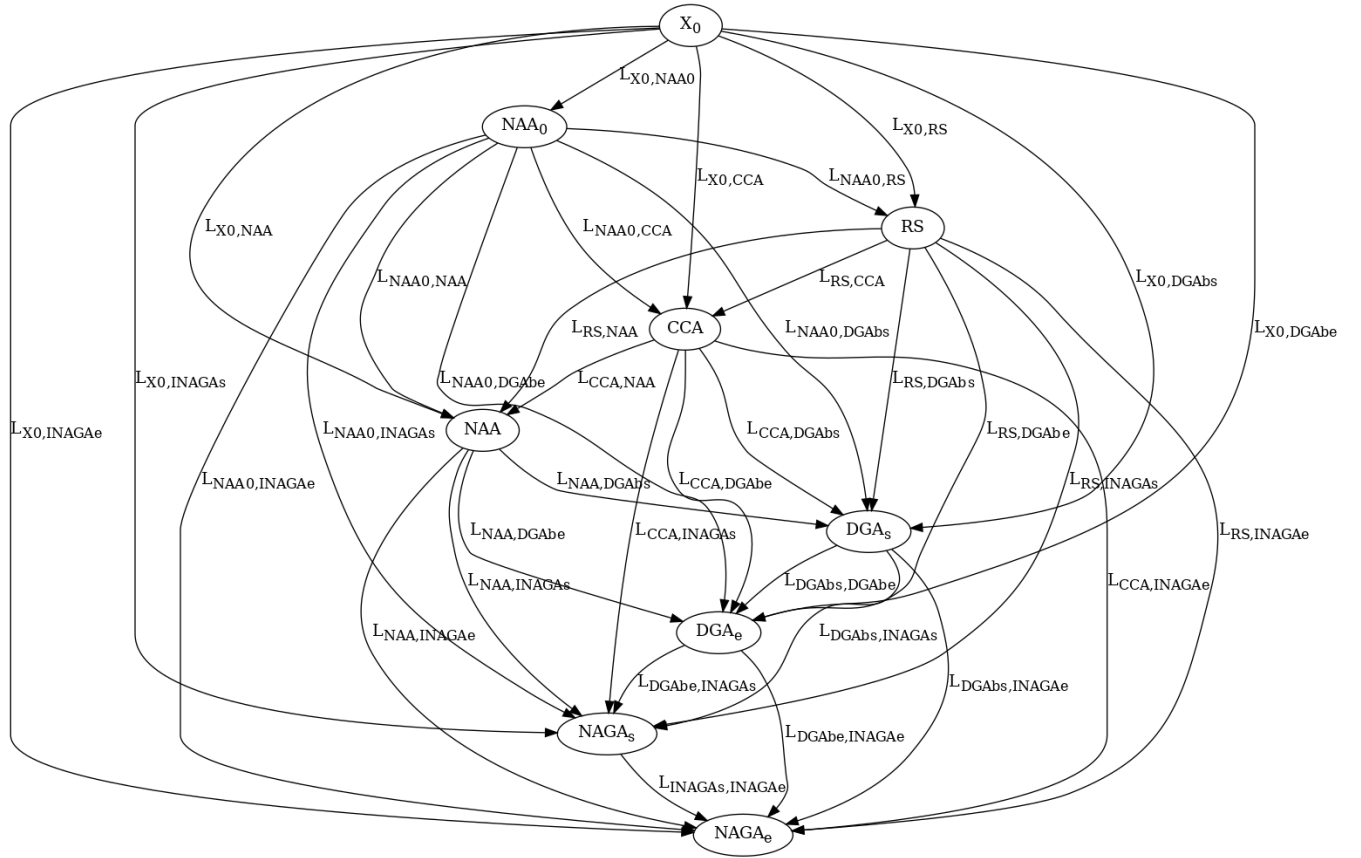 X0
LX0,NAA0
NAA0
LX0,RS
LX0,CCA
LNAA0,RS
LX0,NAA
LNAA0,CCA
RS
LNAA0,NAA
LRS,CCA
LX0,DGAbs
LRS,NAA
CCA
LNAA0,DGAbs
LX0,DGAbe
LX0,INAGAs
LNAA0,DGAbe
LCCA,NAA
LRS,DGAbs
LX0,INAGAe
LNAA0,INAGAs
NAA
LCCA,DGAbs
LRS,DGAbe
LNAA0,INAGAe
LNAA,DGAbs
LCCA,DGAbe
LRS,INAGAs
LNAA,DGAbe
LCCA,INAGAs
DGAs
LRS,INAGAe
LNAA,INAGAs
LDGAbs,DGAbe
LCCA,INAGAe
LNAA,INAGAe
DGAe
LDGAbs,INAGAs
LDGAbe,INAGAs
LDGAbs,INAGAe
NAGAs
LDGAbe,INAGAe
LINAGAs,INAGAe
NAGAe